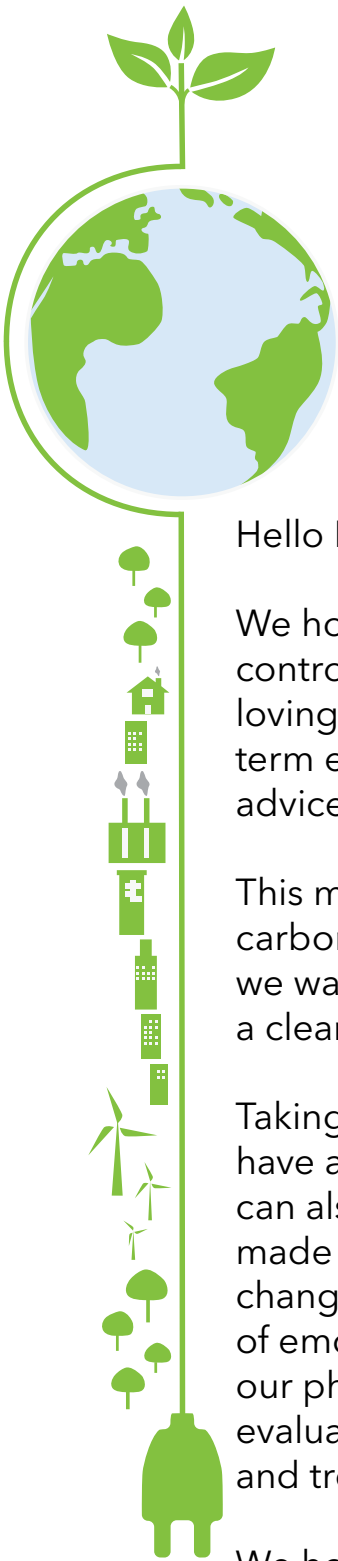 Hello
We
contro
loving
term
advice
This
carbo
we wa
a clea
Taking
have a
can als
made
chang
of emo
our ph
evalua
and tr
We